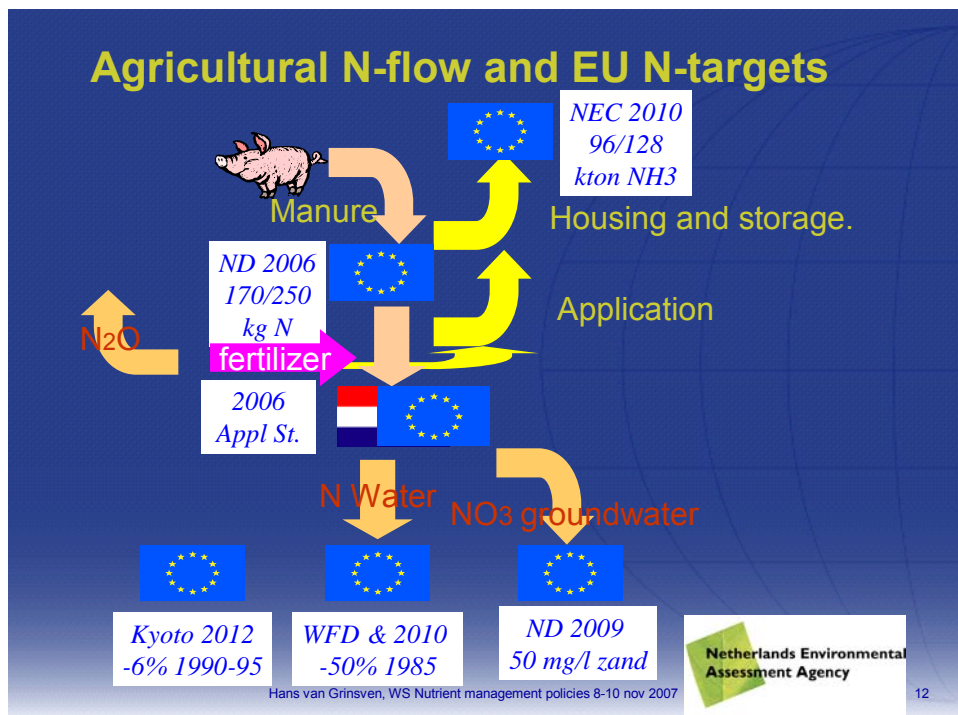 Agricultural N-flow and EU N-targets
NEC 2010
96/128
kton NH3
Manure
Housing and storage.
ND 2006
170/250
kg N
Application
N2O
fertilizer
2006
Appl St.
N Water
NO3 groundwater
Kyoto 2012
-6% 1990-95
WFD & 2010
-50% 1985
ND 2009
50 mg/l zand
Netherlands Environmental
Assessment Agency
Hans van Grinsven, WS Nutrient management policies 8-10 nov 2007
12